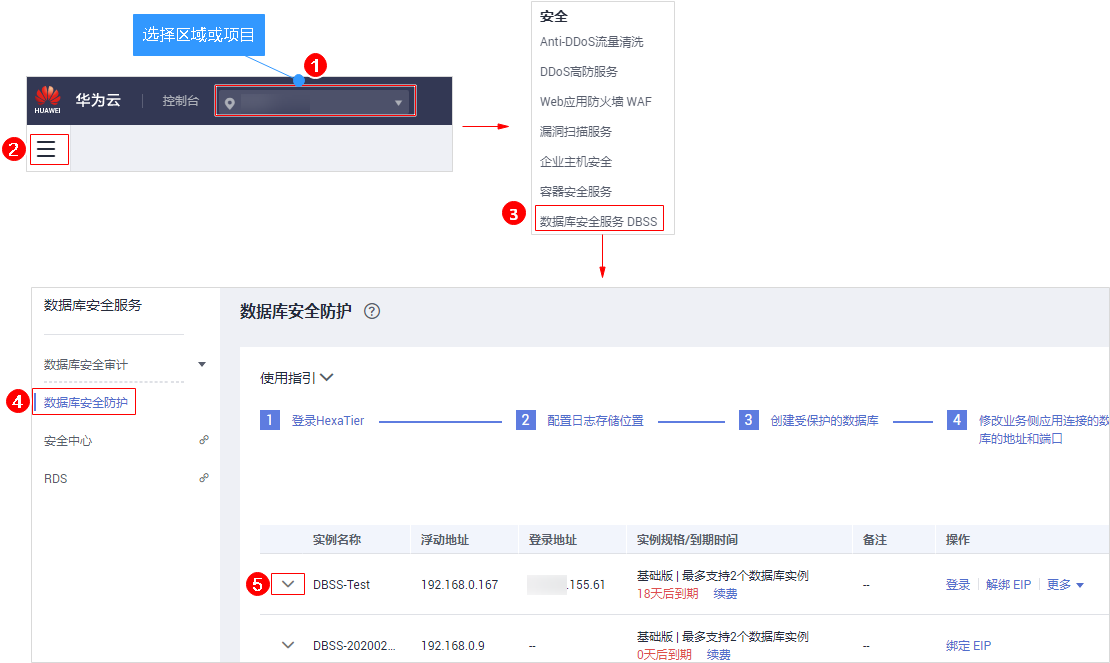 选择区域或项目
1
HUAWEI
华为云
控制台
2
安全
Anti-DDoS流量清洗
DDoS高防服务
Web应用防火墙 WAF
漏洞扫描服务
企业主机安全
容器安全服务
3
数据库安全服务 DBSS
数据库安全服务
数据库安全审计
4
数据库安全防护
安全中心
RDS
数据库安全防护 ?
使用指引
1 登录HexaTier
2 配置日志存储位置
3 创建受保护的数据库
4 修改业务侧应用连接的数
库的地址和端口
实例名称 浮动地址 登录地址 实例规格/到期时间 备注 操作
5
DBSS-Test 192.168.0.167 .155.61 基础版 | 最多支持2个数据库实例 -- 登录 解绑 EIP 更多
18天后到期 续费
DBSS-202002... 192.168.0.9 -- 基础版 | 最多支持2个数据库实例 -- 绑定 EIP
0天后到期 续费